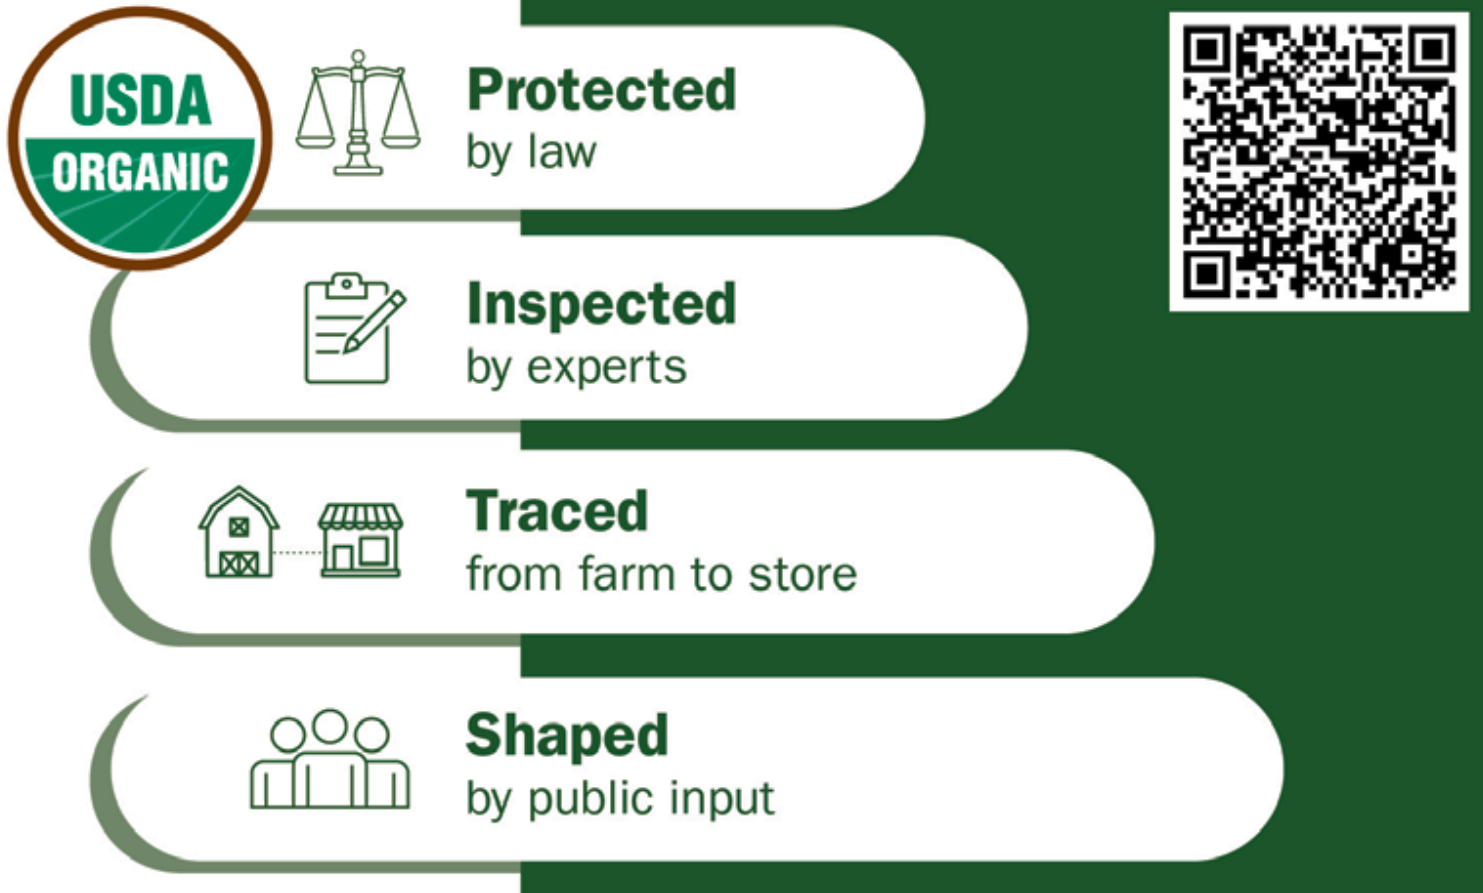 USDA
ORGANIC
Protected
by law
Inspected
by experts
Traced
from farm to store
Shaped
by public input